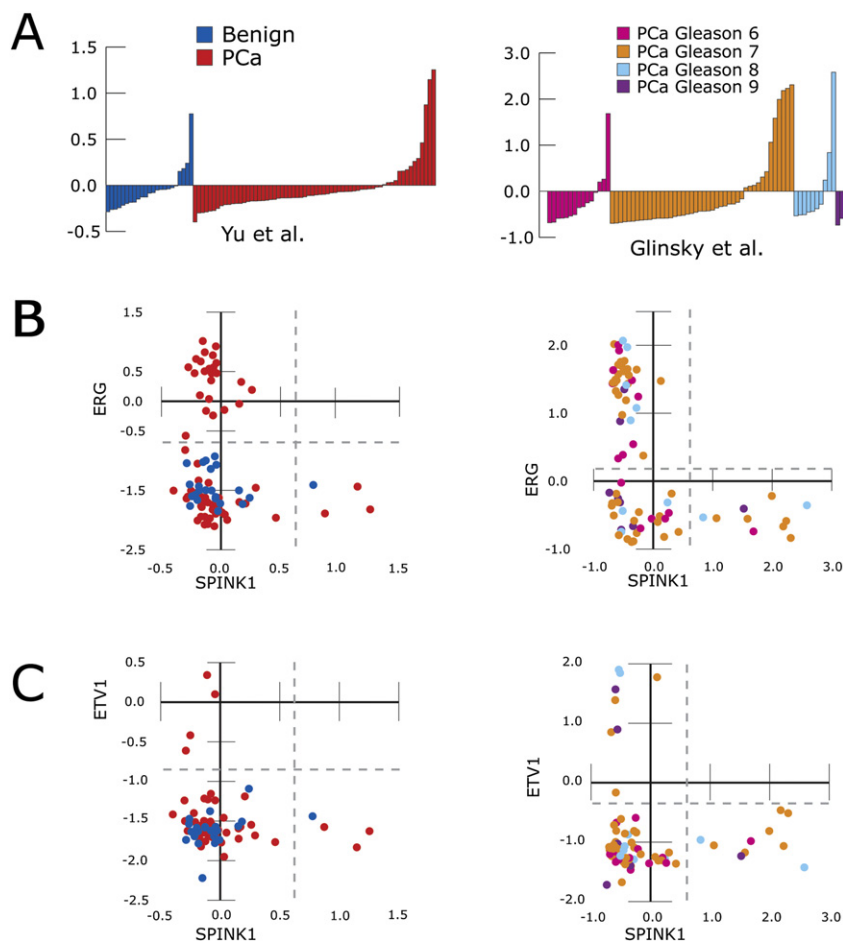 A
1.5
1.0
0.5
0.0
-0.5
Benign
PCa
Yu et al.
3.0
2.0
1.0
0.0
-1.0
PCa Gleason 6
PCa Gleason 7
PCa Gleason 8
PCa Gleason 9
Glinsky et al.
B
ERG
1.5
1.0
0.5
0.0
-0.5
-1.5
-2.5
-0.5 0.0 0.5 1.0 1.5
SPINK1
ERG
2.0
1.0
0.0
-1.0
-1.0 0.0 1.0 2.0 3.0
SPINK1
C
ETV1
0.5
0.0
-0.5
-1.0
-1.5
-2.0
-2.5
-0.5 0.0 0.5 1.0 1.5
SPINK1
ETV1
2.0
1.0
0.0
-1.0
-2.0
-1.0 0.0 1.0 2.0 3.0
SPINK1